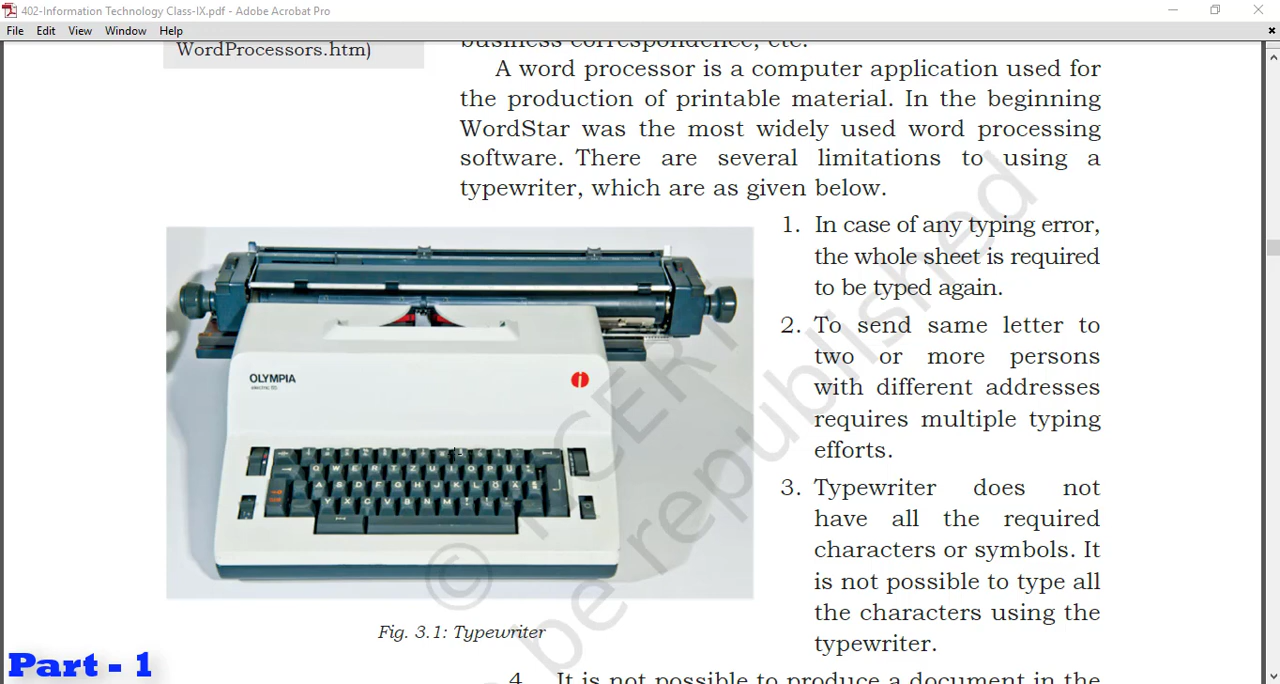 402-Information Technology Class-IX.pdf - Adobe Acrobat Pro
File Edit View Window Help
WordProcessors.htm)
business correspondence, etc.
A word processor is a computer application used for
the production of printable material. In the beginning
WordStar was the most widely used word processing
software. There are several limitations to using a
typewriter, which are as given below.
1. In case of any typing error,
the whole sheet is required
to be typed again.
2. To send same letter to
two or more persons
with different addresses
requires multiple typing
efforts.
3. Typewriter does not
have all the required
characters or symbols. It
is not possible to type all
the characters using the
typewriter.
OLYMPIA
Q W E R T Z U I O P Ü
A S D F G H J K L Ö Ä
Y X C V B N M
Fig. 3.1: Typewriter
4. It is not possible to produce a document in the
© NCERT
be republished
Part - 1